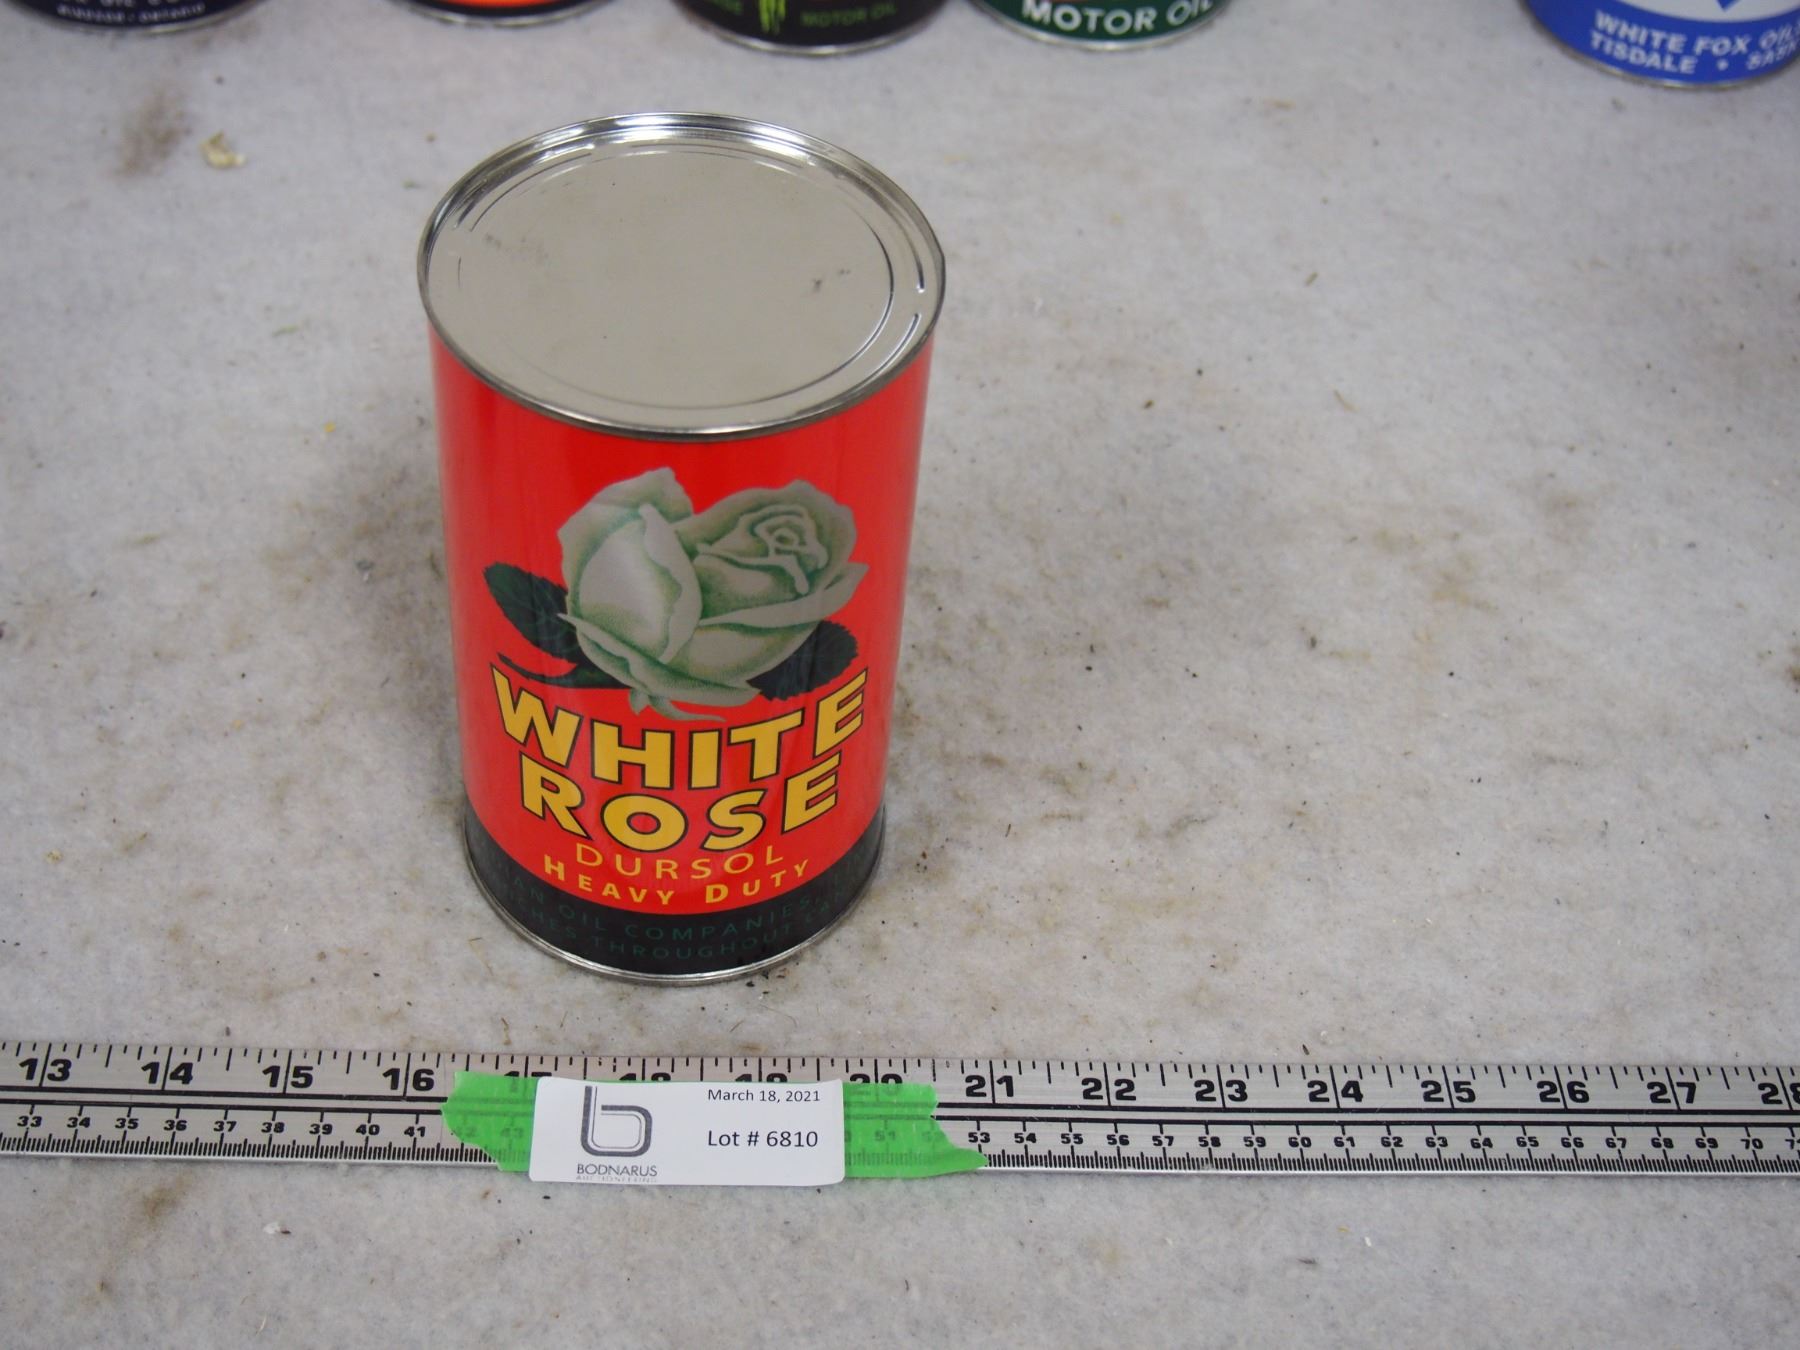 MOTOR OIL
MOTOR OIL
WHITE FOX
TISDALE
WHITE
ROSE
DURSOL
HEAVY DUTY
OIL COMPANIES
THROUGHOUT
13 14 15 16 20 21 22 23 24 25 26 27 28
33 34 35 36 37 38 39 40 41 51 53 54 55 56 57 58 59 60 61 62 63 64 65 66 67 68 69 70
March 18, 2021
Lot # 6810
BODNARUS
AUCTIONEERING